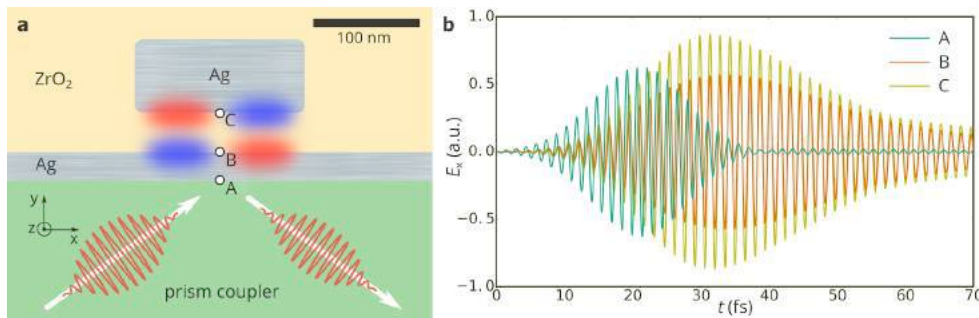 a
100 nm
ZrO₂
Ag
C
B
Ag
A
y
z
x
prism coupler
b
1.0
0.5
0.0
−0.5
−1.0
Eₓ (a.u.)
A
B
C
0
10
20
30
40
50
60
70
t (fs)